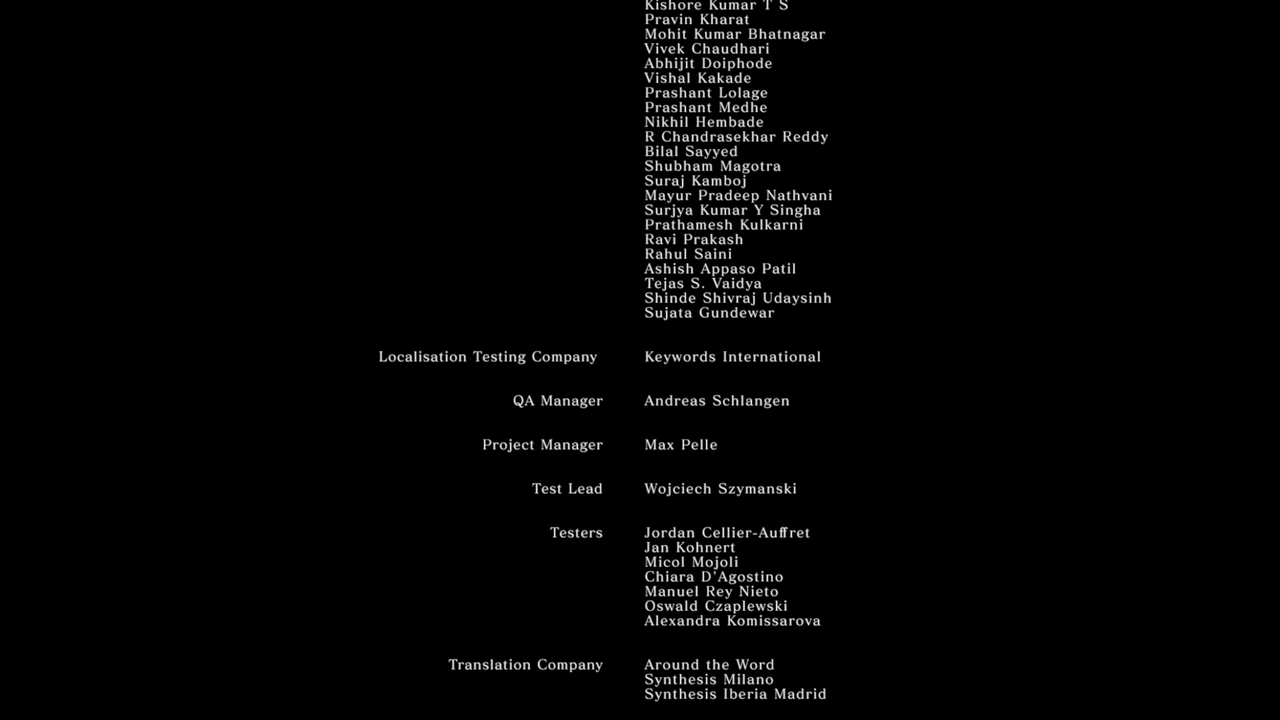 Kishore Kumar T S
Pravin Kharat
Mohit Kumar Bhatnagar
Vivek Chaudhari
Abhijit Doiphode
Vishal Kakade
Prashant Lolage
Prashant Medhe
Nikhil Hembade
R Chandrasekhar Reddy
Bilal Sayyed
Shubham Magotra
Suraj Kamboj
Mayur Pradeep Nathvani
Surjya Kumar Y Singha
Prathamesh Kulkarni
Ravi Prakash
Rahul Saini
Ashish Appaso Patil
Tejas S. Vaidya
Shinde Shivraj Udaysinh
Sujata Gundewar
Localisation Testing Company Keywords International
QA Manager Andreas Schlangen
Project Manager Max Pelle
Test Lead Wojciech Szymanski
Testers Jordan Cellier-Auffret
Jan Kohnert
Micol Mojoli
Chiara D'Agostino
Manuel Rey Nieto
Oswald Czaplewski
Alexandra Komissarova
Translation Company Around the Word
Synthesis Milano
Synthesis Iberia Madrid